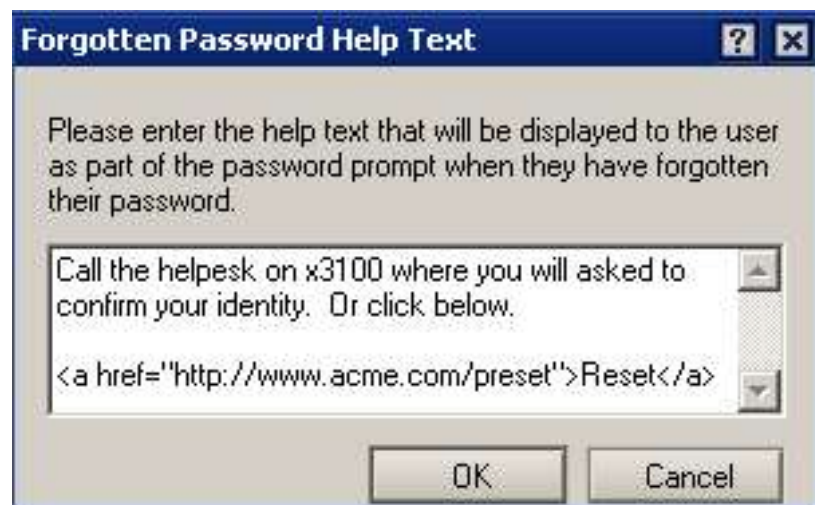 Forgotten Password Help Text
Please enter the help text that will be displayed to the user
as part of the password prompt when they have forgotten
their password.
Call the helpesk on x3100 where you will asked to
confirm your identity.  Or click below.
<a href="http://www.acme.com/preset">Reset</a>
OK
Cancel